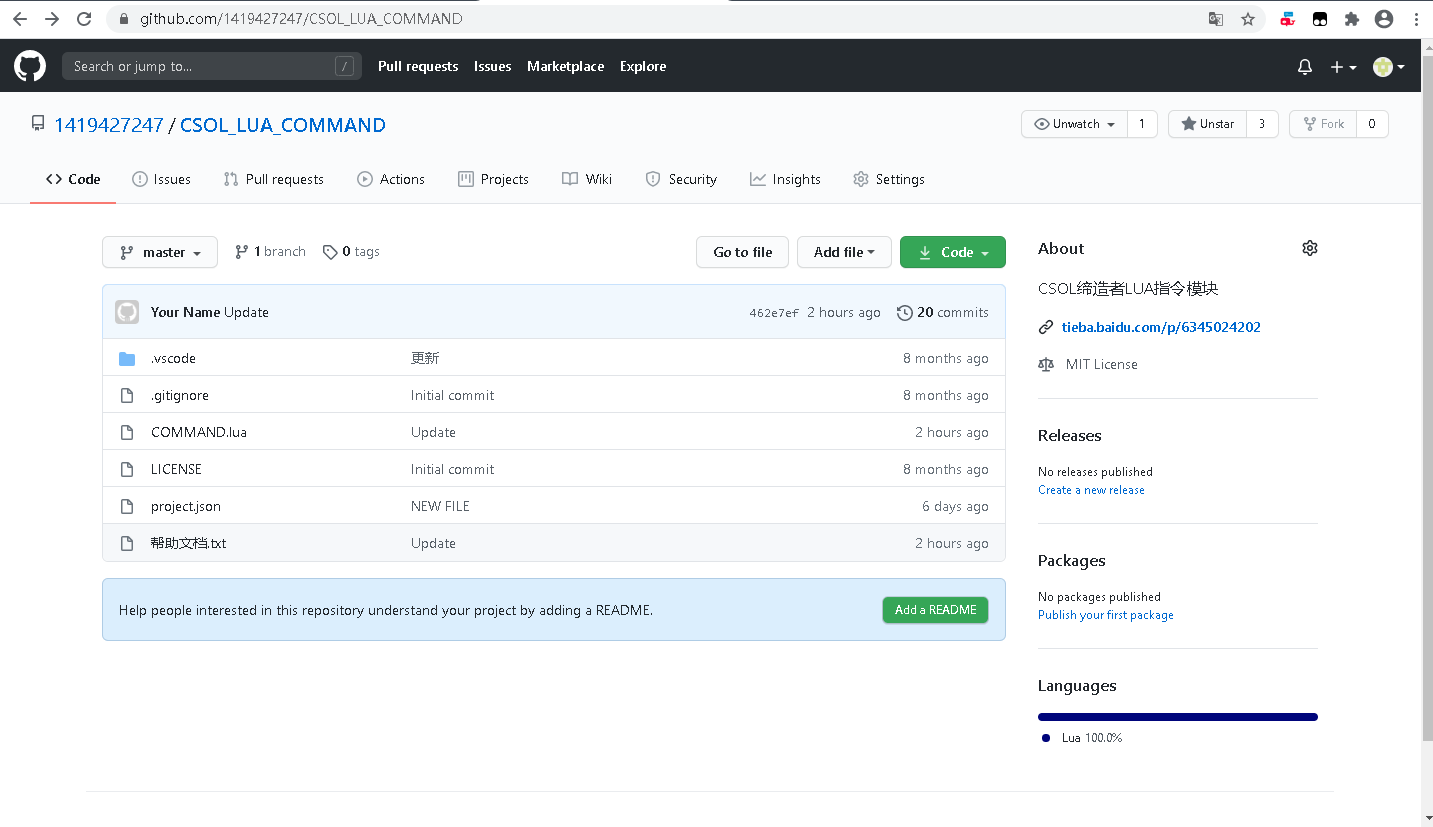 github.com/1419427247/CSOL_LUA_COMMAND
Search or jump to... /
Pull requests Issues Marketplace Explore
1419427247 / CSOL_LUA_COMMAND
Unwatch 1 Unstar 3 Fork 0
Code Issues Pull requests Actions Projects Wiki Security Insights Settings
master 1 branch 0 tags
Go to file Add file Code
Your Name Update 462e7ef 2 hours ago 20 commits
.vscode 更新 8 months ago
.gitignore Initial commit 8 months ago
COMMAND.lua Update 2 hours ago
LICENSE Initial commit 8 months ago
project.json NEW FILE 6 days ago
帮助文档.txt Update 2 hours ago
Help people interested in this repository understand your project by adding a README. Add a README
About
CSOL缔造者LUA指令模块
tieba.baidu.com/p/6345024202
MIT License
Releases
No releases published
Create a new release
Packages
No packages published
Publish your first package
Languages
Lua 100.0%